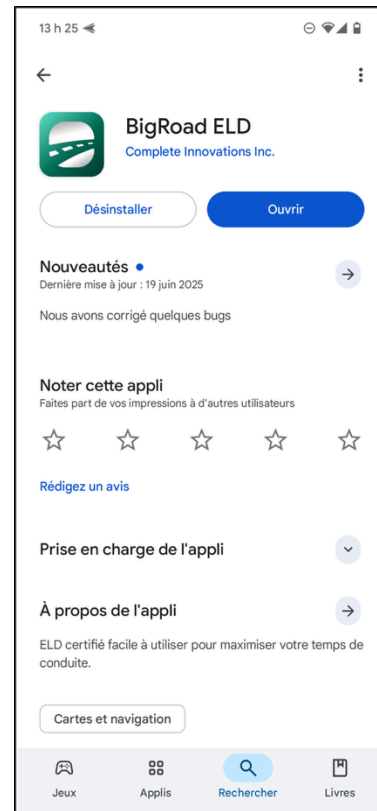 13 h 25
BigRoad ELD
Complete Innovations Inc.
Désinstaller
Ouvrir
Nouveautés
Dernière mise à jour : 19 juin 2025
Nous avons corrigé quelques bugs
Noter cette appli
Faites part de vos impressions à d'autres utilisateurs
Rédigez un avis
Prise en charge de l'appli
À propos de l'appli
ELD certifié facile à utiliser pour maximiser votre temps de
conduite.
Cartes et navigation
Jeux
Applis
Rechercher
Livres